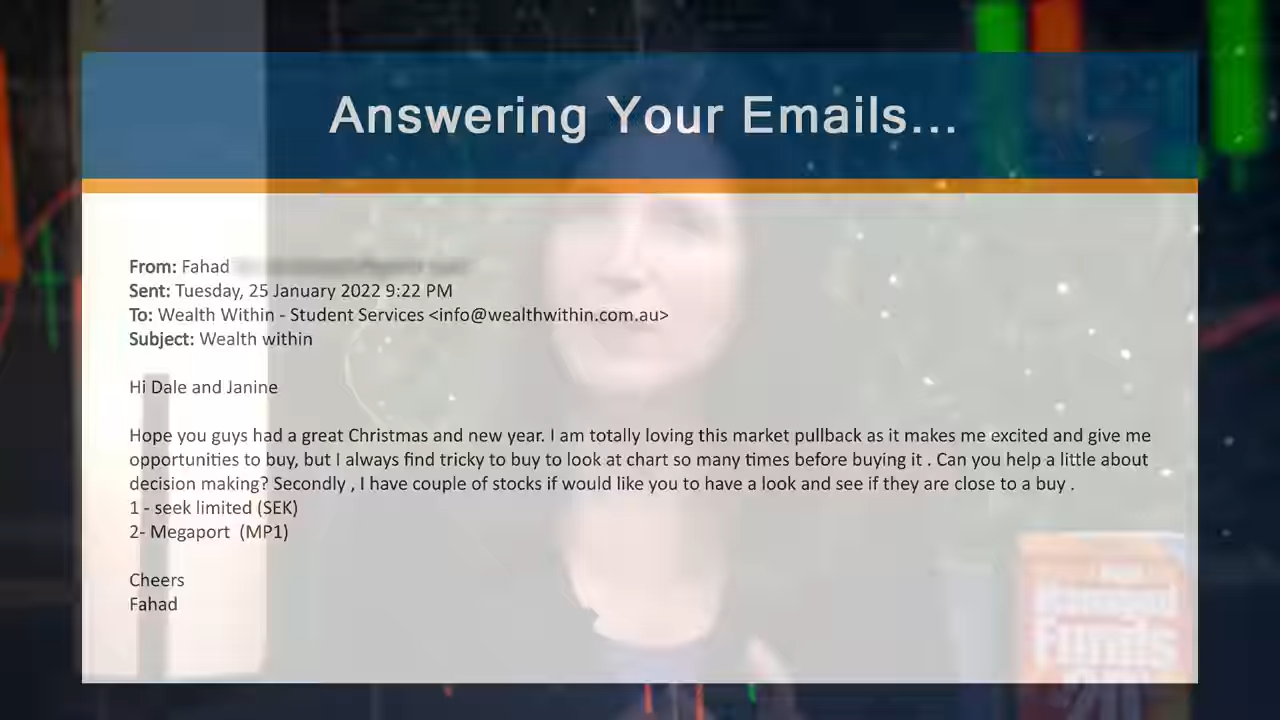 Answering Your Emails...
From: Fahad
Sent: Tuesday, 25 January 2022 9:22 PM
To: Wealth Within - Student Services <info@wealthwithin.com.au>
Subject: Wealth within
Hi Dale and Janine
Hope you guys had a great Christmas and new year. I am totally loving this market pullback as it makes me excited and give me
opportunities to buy, but I always find tricky to buy to look at chart so many times before buying it . Can you help a little about
decision making? Secondly , I have couple of stocks if would like you to have a look and see if they are close to a buy .
1 - seek limited (SEK)
2- Megaport (MP1)
Cheers
Fahad
Funds